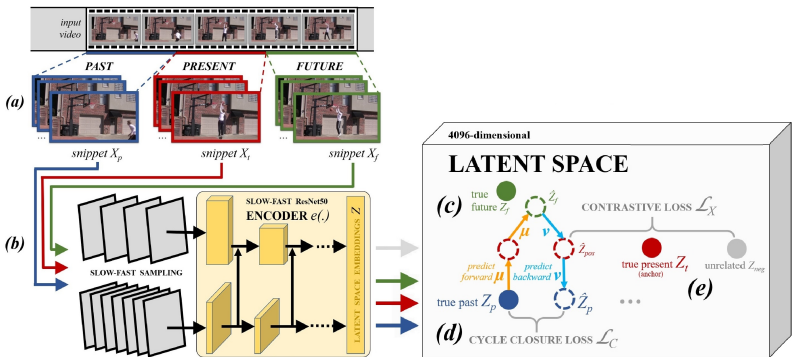 input
video
PAST
PRESENT
FUTURE
(a)
...
...
...
snippet Xp
snippet Xt
snippet Xf
(b)
SLOW-FAST SAMPLING
SLOW-FAST ResNet50
ENCODER e(.)
LATENT SPACE EMBEDDINGS Z
4096-dimensional
LATENT SPACE
(c)
true
future Zf
Ẑf
CONTRASTIVE LOSS ℒX
μ
ν
Ẑpos
true present Zt
(anchor)
unrelated Zneg
(e)
predict
forward μ
predict
backward ν
true past Zp
Ẑp
...
(d)
CYCLE CLOSURE LOSS ℒC